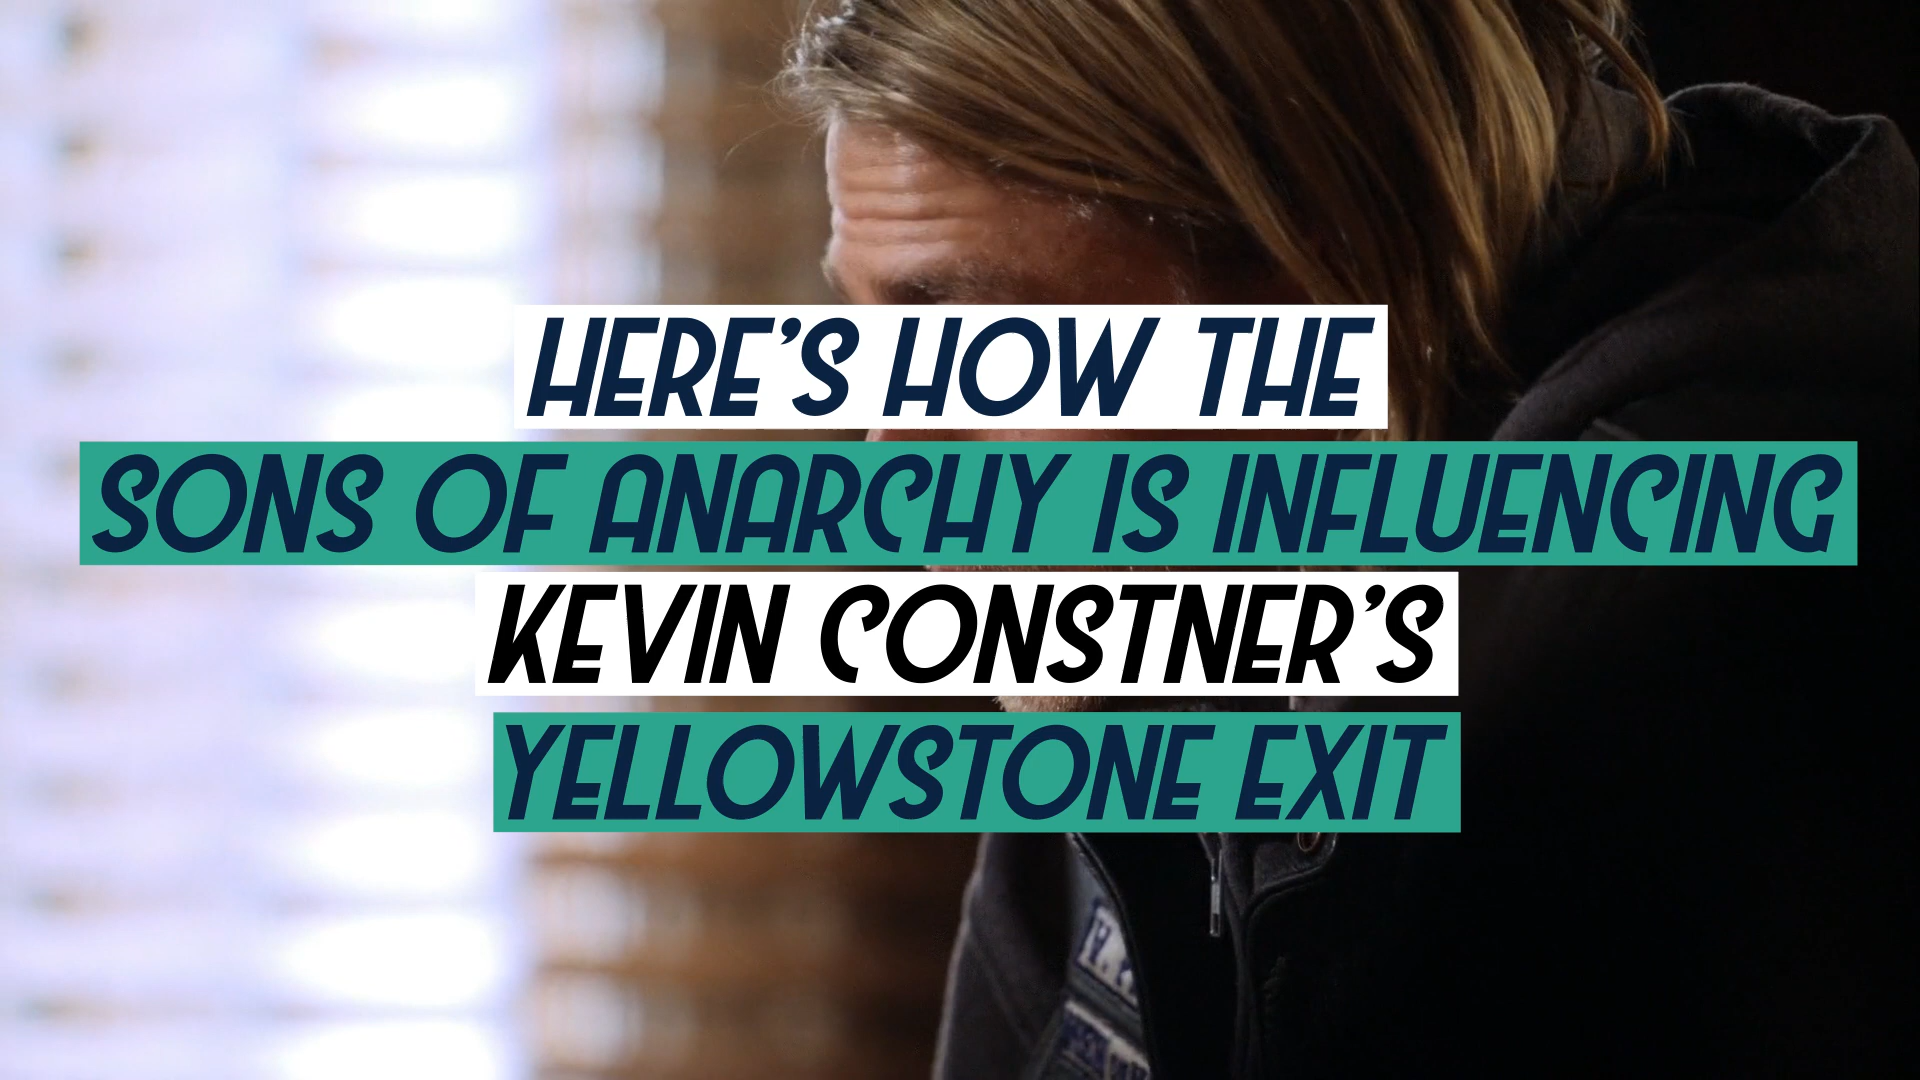 HERE'S HOW THE
SONS OF ANARCHY IS INFLUENCING
KEVIN CONSTNER'S
YELLOWSTONE EXIT